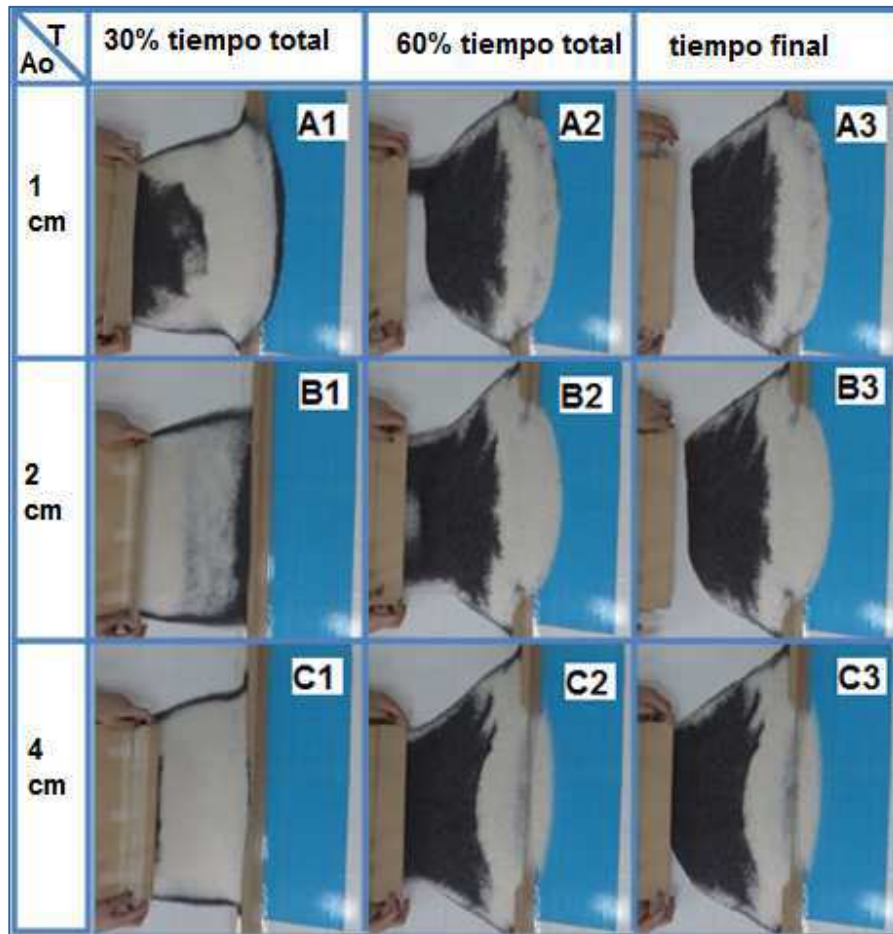 T
Ao
30% tiempo total
60% tiempo total
tiempo final
1
cm
A1
A2
A3
2
cm
B1
B2
B3
4
cm
C1
C2
C3